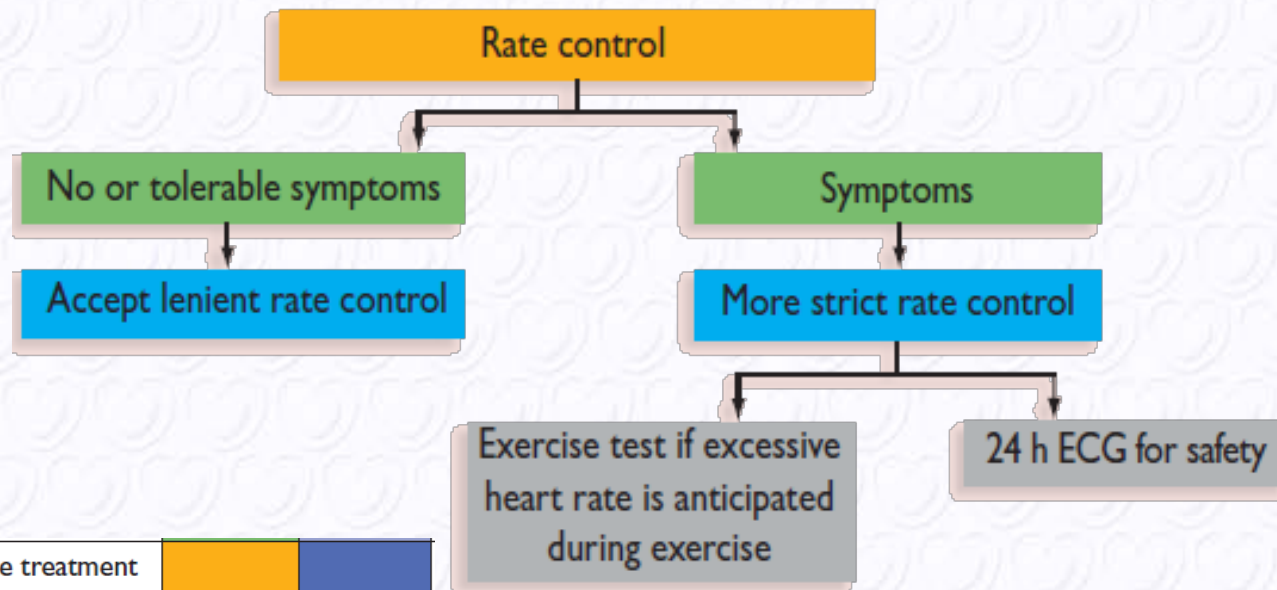 Rate control
No or tolerable symptoms
Symptoms
Accept lenient rate control
More strict rate control
Exercise test if excessive
heart rate is anticipated
during exercise
24 h ECG for safety
e treatment